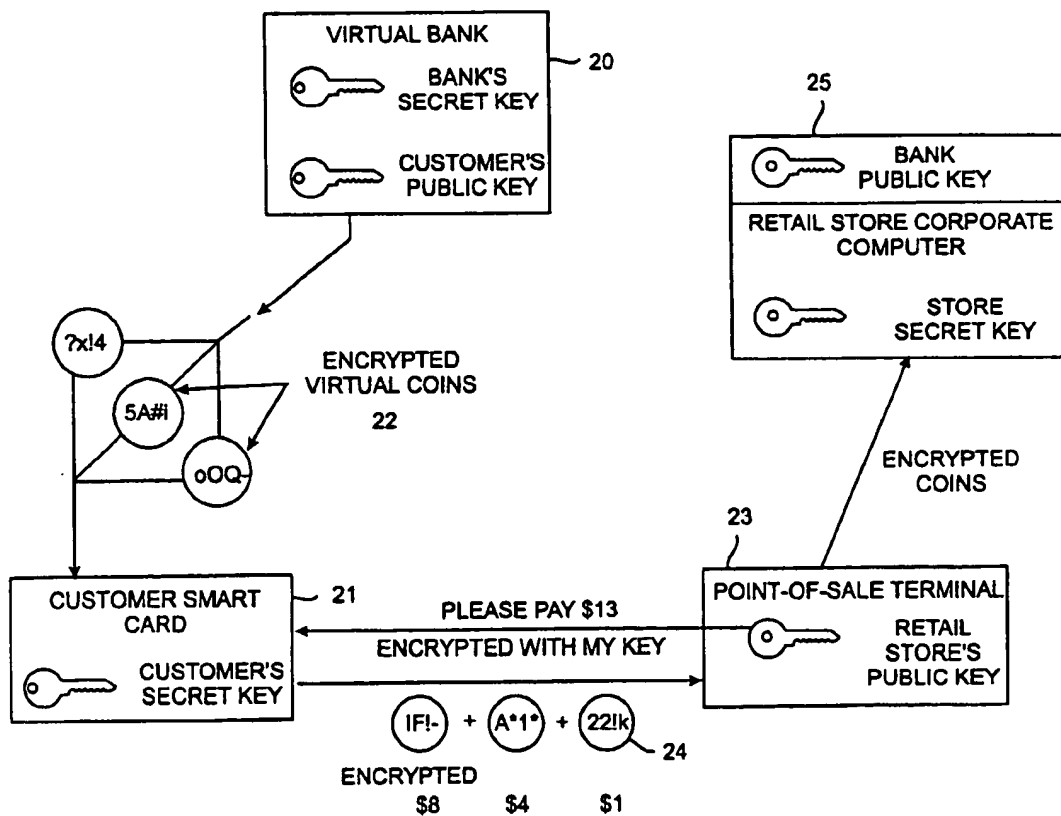 VIRTUAL BANK
20
BANK'S
SECRET KEY
CUSTOMER'S
PUBLIC KEY
25
BANK
PUBLIC KEY
RETAIL STORE CORPORATE
COMPUTER
STORE
SECRET KEY
?x!4
5A#i
oOQ-
ENCRYPTED
VIRTUAL COINS
22
ENCRYPTED
COINS
CUSTOMER SMART
CARD
21
CUSTOMER'S
SECRET KEY
PLEASE PAY $13
ENCRYPTED WITH MY KEY
23
POINT-OF-SALE TERMINAL
RETAIL
STORE'S
PUBLIC KEY
IF!- + A*1* + 22!k
24
ENCRYPTED
$8 $4 $1